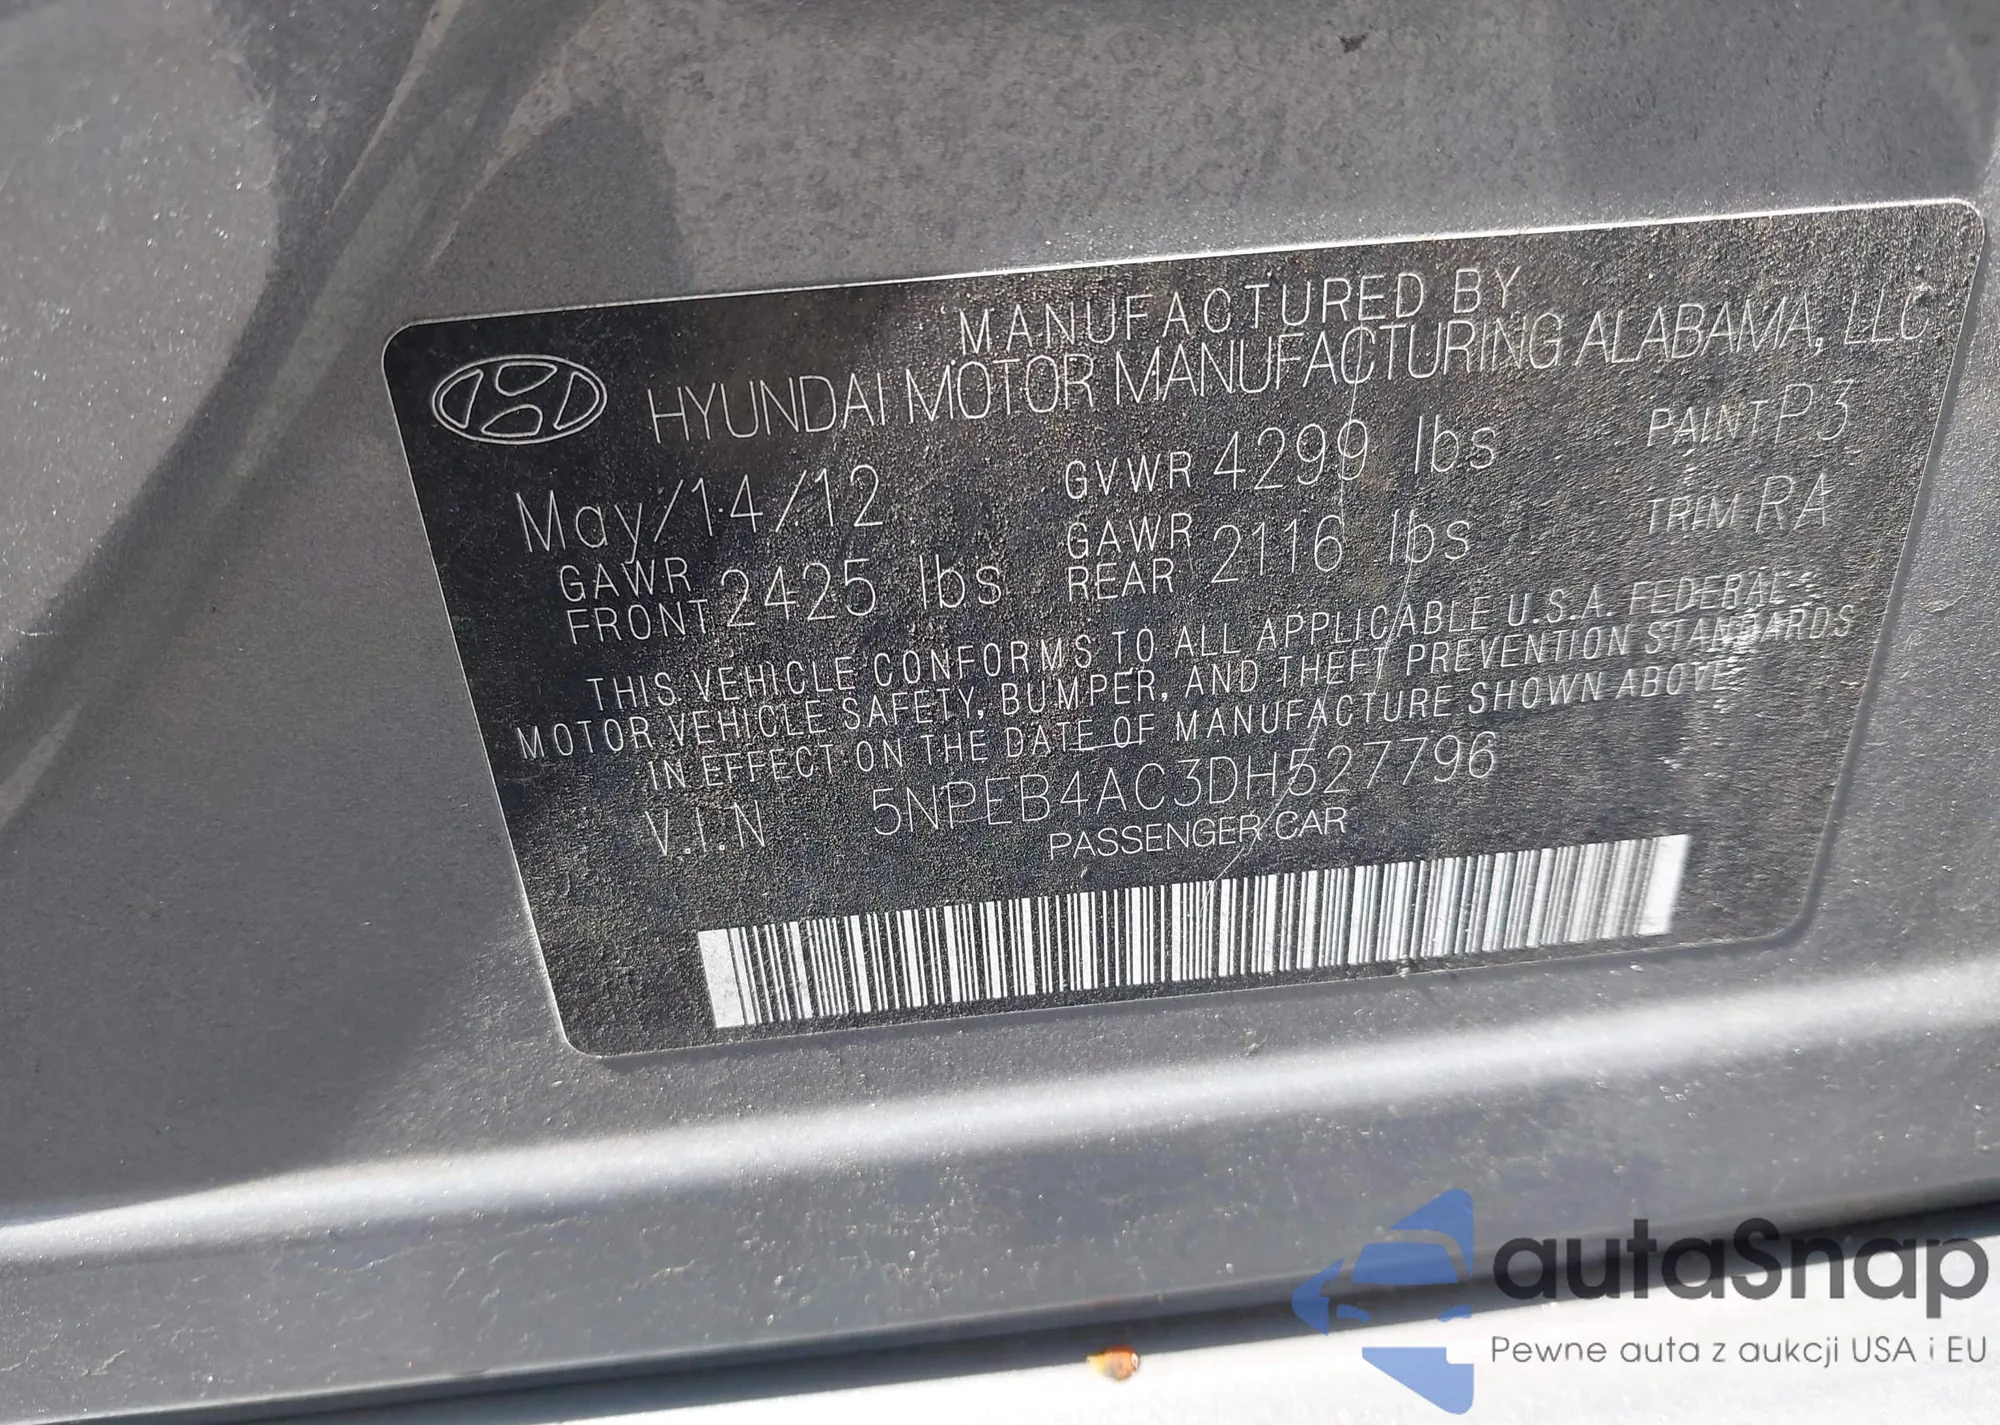 MANUFACTURED BY
HYUNDAI MOTOR MANUFACTURING ALABAMA, LLC
May/14/12 GVWR 4299 lbs PAINT P3
GAWR FRONT 2425 lbs GAWR REAR 2116 lbs TRIM RA
THIS VEHICLE CONFORMS TO ALL APPLICABLE U.S.A. FEDERAL
MOTOR VEHICLE SAFETY, BUMPER, AND THEFT PREVENTION STANDARDS
IN EFFECT ON THE DATE OF MANUFACTURE SHOWN ABOVE
V.I.N 5NPEB4AC3DH527796
PASSENGER CAR
autaSnap
Pewne auta z aukcji USA i EU